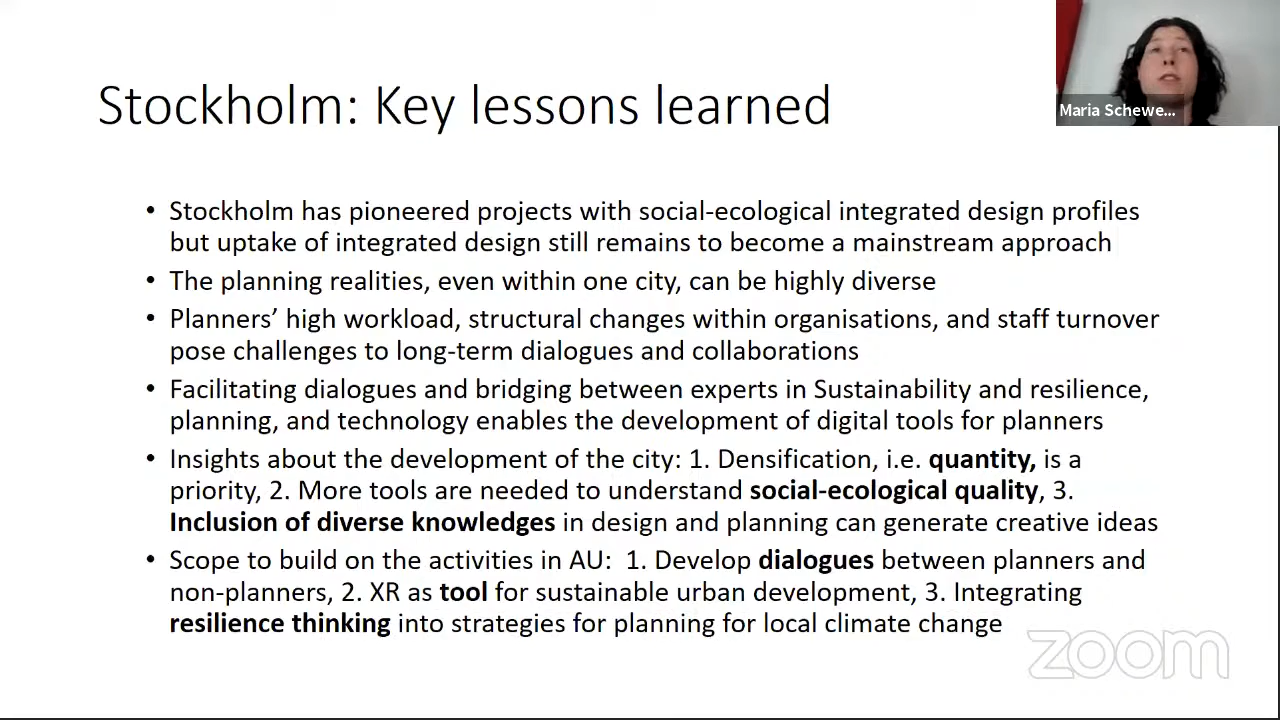 Stockholm: Key lessons learned
Maria Schewe...
• Stockholm has pioneered projects with social-ecological integrated design profiles
but uptake of integrated design still remains to become a mainstream approach
• The planning realities, even within one city, can be highly diverse
• Planners’ high workload, structural changes within organisations, and staff turnover
pose challenges to long-term dialogues and collaborations
• Facilitating dialogues and bridging between experts in Sustainability and resilience,
planning, and technology enables the development of digital tools for planners
• Insights about the development of the city: 1. Densification, i.e. quantity, is a
priority, 2. More tools are needed to understand social-ecological quality, 3.
Inclusion of diverse knowledges in design and planning can generate creative ideas
• Scope to build on the activities in AU: 1. Develop dialogues between planners and
non-planners, 2. XR as tool for sustainable urban development, 3. Integrating
resilience thinking into strategies for planning for local climate change
zoom